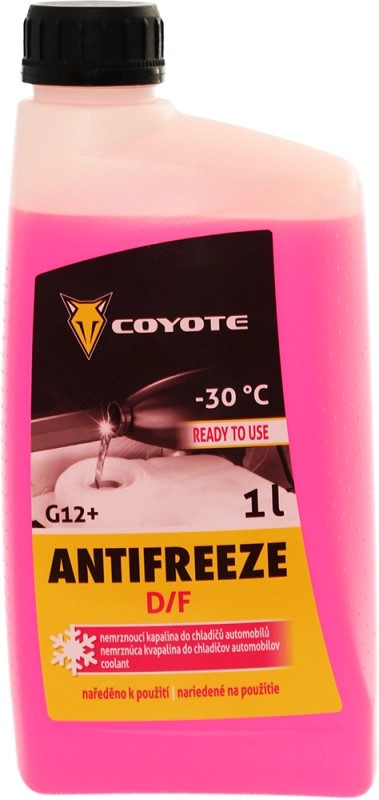 COYOTE
-30 °C
READY TO USE
G12+
1l
ANTIFREEZE
D/F
nemrznoucí kapalina do chladičů automobilů
nemrznúca kvapalina do chladičov automobilov
coolant
naředěno k použití | nariedené na použitie